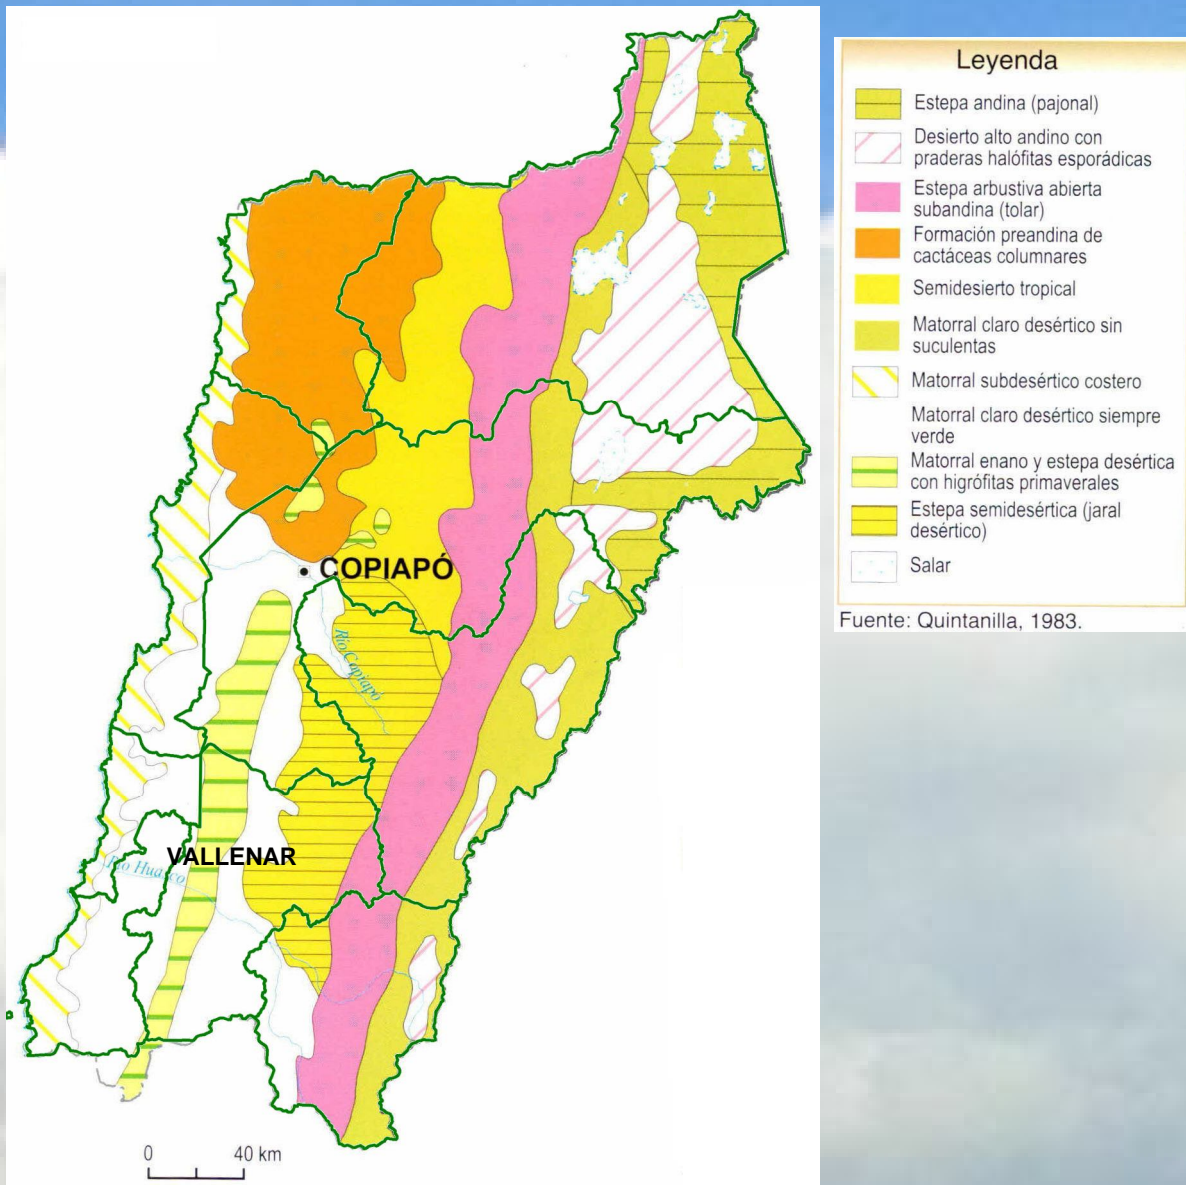 COPIAPÓ
Río Copiapó
VALLENAR
Río Huasco
0 40 km
Leyenda
Estepa andina (pajonal)
Desierto alto andino con
praderas halófitas esporádicas
Estepa arbustiva abierta
subandina (tolar)
Formación preandina de
cactáceas columnares
Semidesierto tropical
Matorral claro desértico sin
suculentas
Matorral subdesértico costero
Matorral claro desértico siempre
verde
Matorral enano y estepa desértica
con higrófitas primaverales
Estepa semidesértica (jaral
desértico)
Salar
Fuente: Quintanilla, 1983.